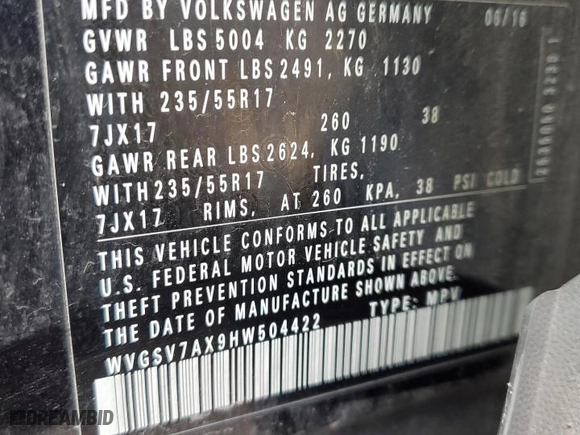 MFD BY VOLKSWAGEN AG GERMANY 06/16
GVWR LBS 5004 KG 2270
GAWR FRONT LBS 2491, KG 1130
WITH 235/55R17
7JX17 260 38
GAWR REAR LBS 2624, KG 1190
WITH 235/55R17 TIRES,
7JX17 RIMS, AT 260 KPA, 38 PSI COLD
THIS VEHICLE CONFORMS TO ALL APPLICABLE
U.S. FEDERAL MOTOR VEHICLE SAFETY AND
THEFT PREVENTION STANDARDS IN EFFECT ON
THE DATE OF MANUFACTURE SHOWN ABOVE.
WVGSV7AX9HW504422 TYPE: MPV
DREAMBID